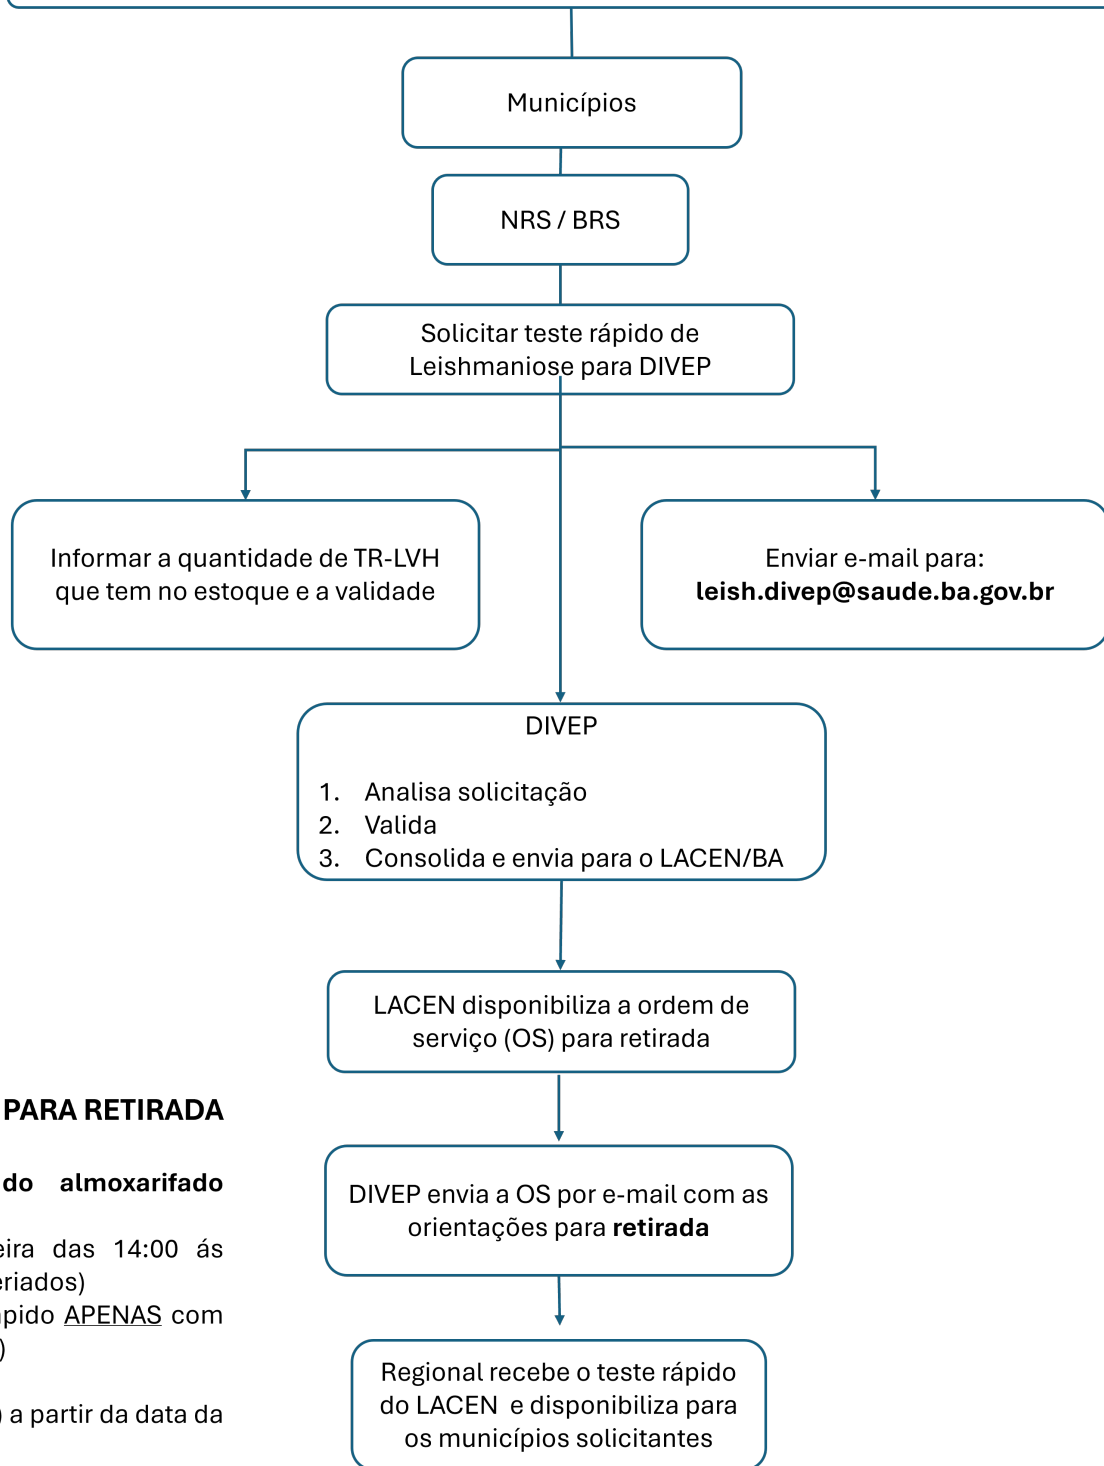 Municípios
NRS / BRS
Solicitar teste rápido de
Leishmaniose para DIVEP
Informar a quantidade de TR-LVH
que tem no estoque e a validade
Enviar e-mail para:
leish.divep@saude.ba.gov.br
DIVEP
1. Analisa solicitação
2. Valida
3. Consolida e envia para o LACEN/BA
LACEN disponibiliza a ordem de
serviço (OS) para retirada
PARA RETIRADA
do almoxarifado
das 14:00 ás
APENAS com
) a partir da data da
DIVEP envia a OS por e-mail com as
orientações para retirada
Regional recebe o teste rápido
do LACEN e disponibiliza para
os municípios solicitantes